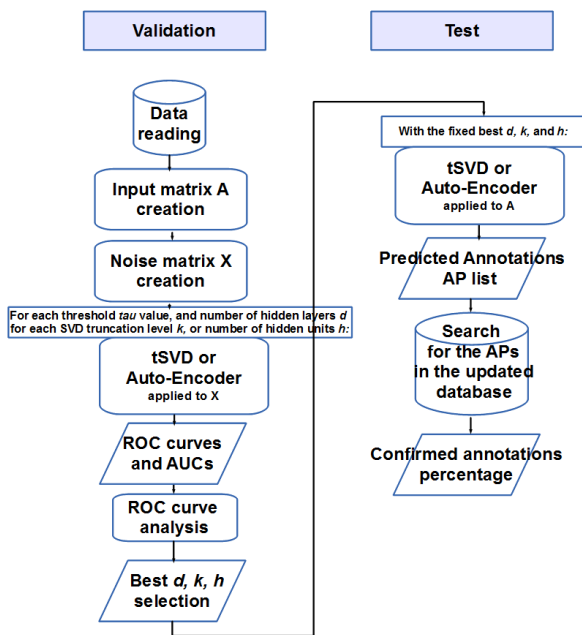 Validation
Data
reading
Input matrix A
creation
Noise matrix X
creation
For each threshold tau value, and number of hidden layers d
for each SVD truncation level k, or number of hidden units h:
tSVD or
Auto-Encoder
applied to X
ROC curves
and AUCs
ROC curve
analysis
Best d, k, h
selection
Test
With the fixed best d, k, and h:
tSVD or
Auto-Encoder
applied to A
Predicted Annotations
AP list
Search
for the APs
in the updated
database
Confirmed annotations
percentage